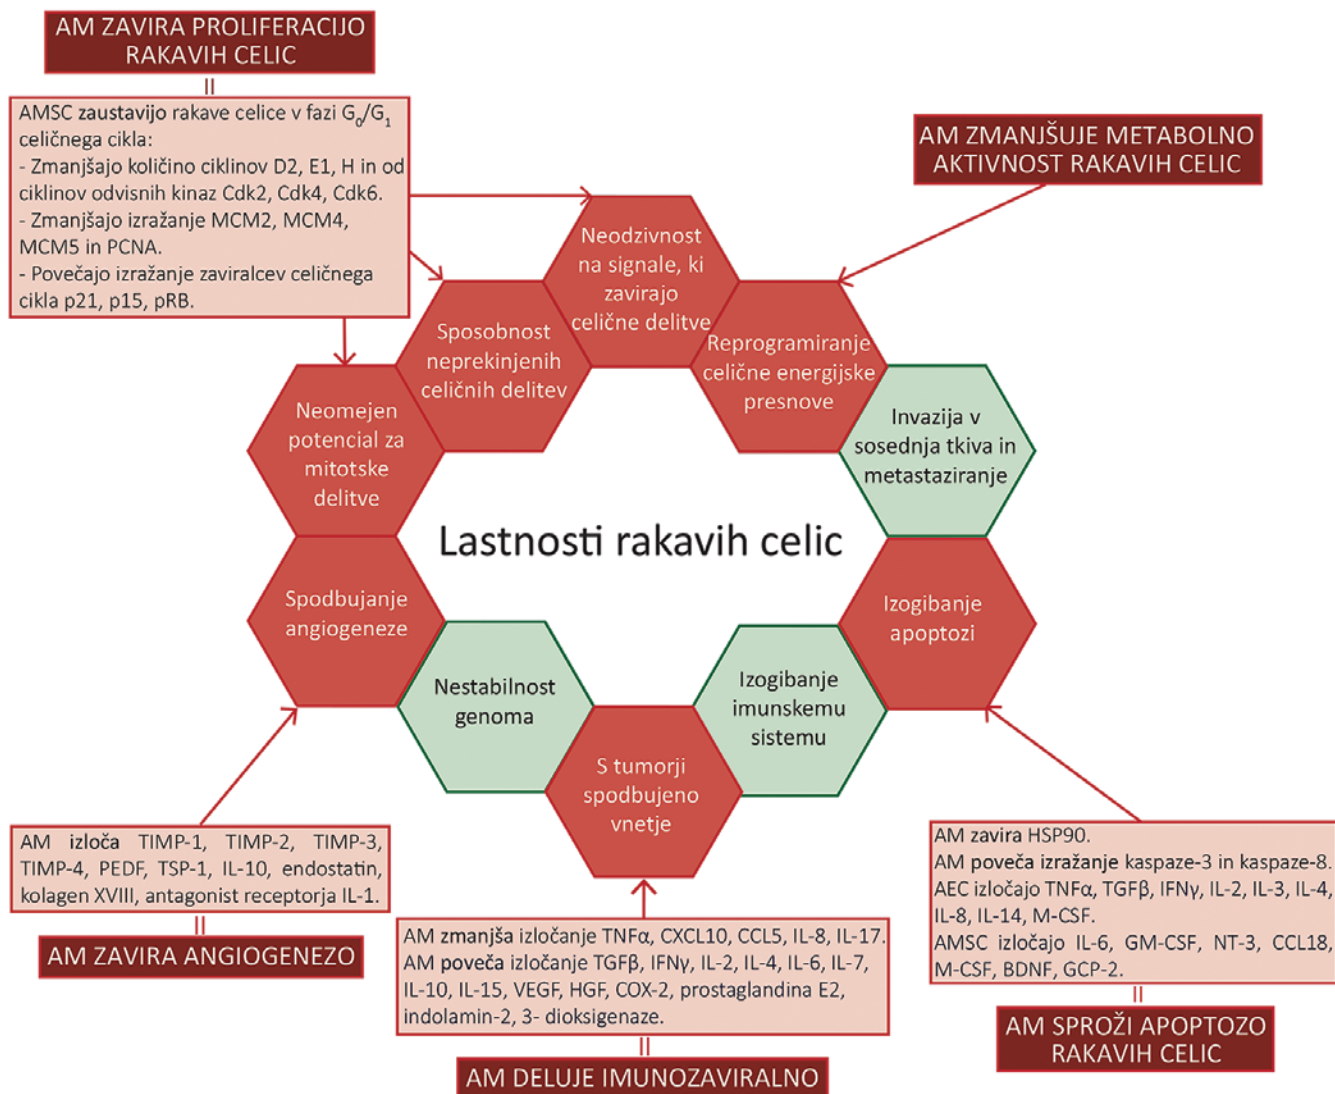 AM ZAVIRA PROLIFERACIJO
RAKAVIH CELIC
AMSC zaustavijo rakave celice v fazi G₀/G₁
celičnega cikla:
- Zmanjšajo količino ciklinov D2, E1, H in od
ciklinov odvisnih kinaz Cdk2, Cdk4, Cdk6.
- Zmanjšajo izražanje MCM2, MCM4,
MCM5 in PCNA.
- Povečajo izražanje zaviralcev celičnega
cikla p21, p15, pRB.
AM ZMANJŠUJE METABOLNO
AKTIVNOST RAKAVIH CELIC
Neodzivnost
na signale, ki
zavirajo
celične delitve
Sposobnost
neprekinjenih
celičnih delitev
Reprogramiranje
celične energijske
presnove
Neomejen
potencial za
mitotske
delitve
Invazija v
sosednja tkiva in
metastaziranje
Lastnosti rakavih celic
Spodbujanje
angiogeneze
Izogibanje
apoptozi
Nestabilnost
genoma
Izogibanje
imunskemu
sistemu
S tumorji
spodbujeno
vnetje
AM izloča TIMP-1, TIMP-2, TIMP-3,
TIMP-4, PEDF, TSP-1, IL-10, endostatin,
kolagen XVIII, antagonist receptorja IL-1.
AM ZAVIRA ANGIOGENEZO
AM zmanjša izločanje TNFα, CXCL10, CCL5, IL-8, IL-17.
AM poveča izločanje TGFβ, IFNγ, IL-2, IL-4, IL-6, IL-7,
IL-10, IL-15, VEGF, HGF, COX-2, prostaglandina E2,
indolamin-2, 3- dioksigenaze.
AM DELUJE IMUNOZAVIRALNO
AM zavira HSP90.
AM poveča izražanje kaspaze-3 in kaspaze-8.
AEC izločajo TNFα, TGFβ, IFNγ, IL-2, IL-3, IL-4,
IL-8, IL-14, M-CSF.
AMSC izločajo IL-6, GM-CSF, NT-3, CCL18,
M-CSF, BDNF, GCP-2.
AM SPROŽI APOPTOZO
RAKAVIH CELIC